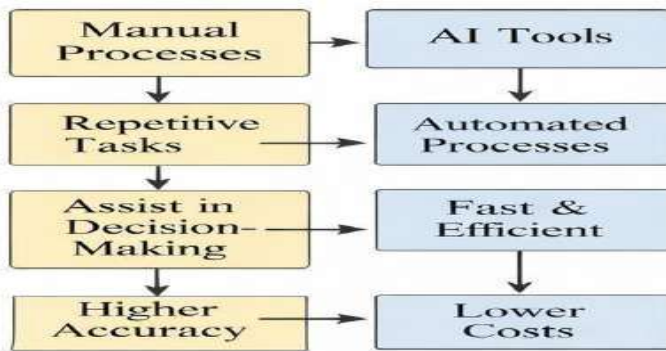 Manual
Processes
AI Tools
Repetitive
Tasks
Automated
Processes
Assist in
Decision-
Making
Fast &
Efficient
Higher
Accuracy
Lower
Costs